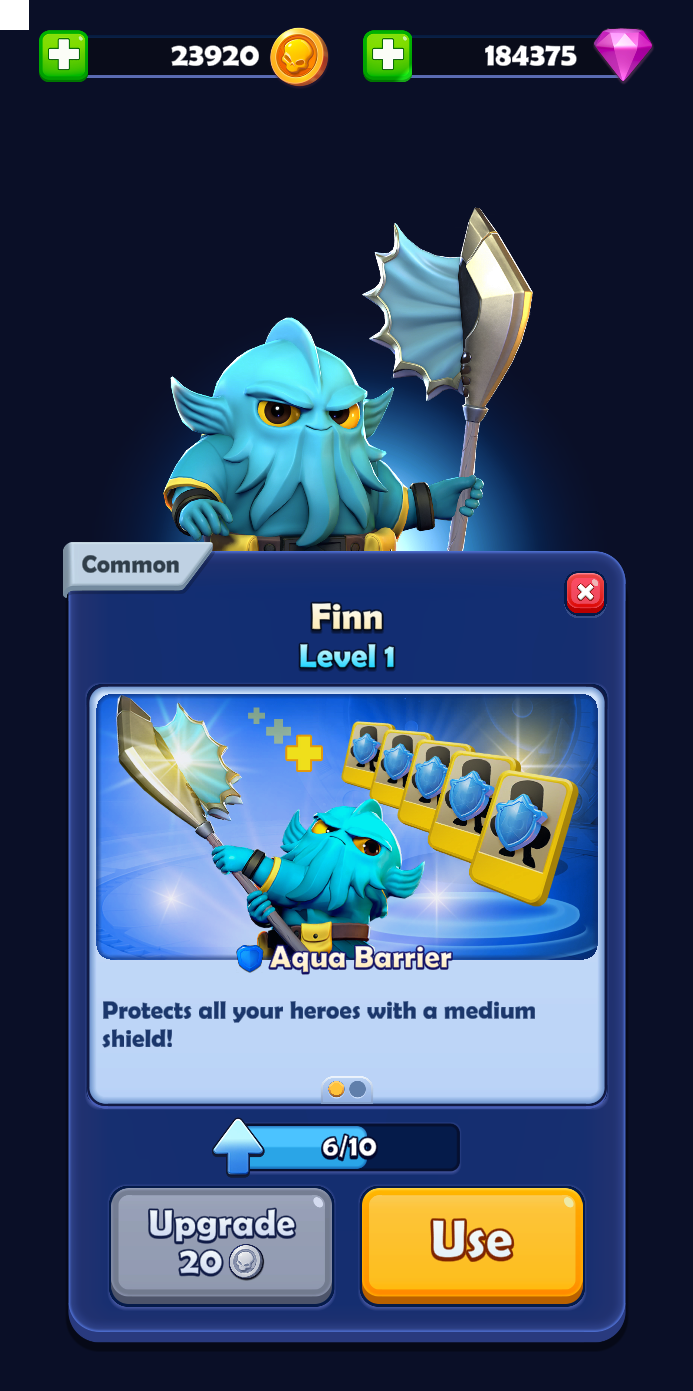 23920
184375
Common
Finn
Level 1
Aqua Barrier
Protects all your heroes with a medium
shield!
6/10
Upgrade
20
Use